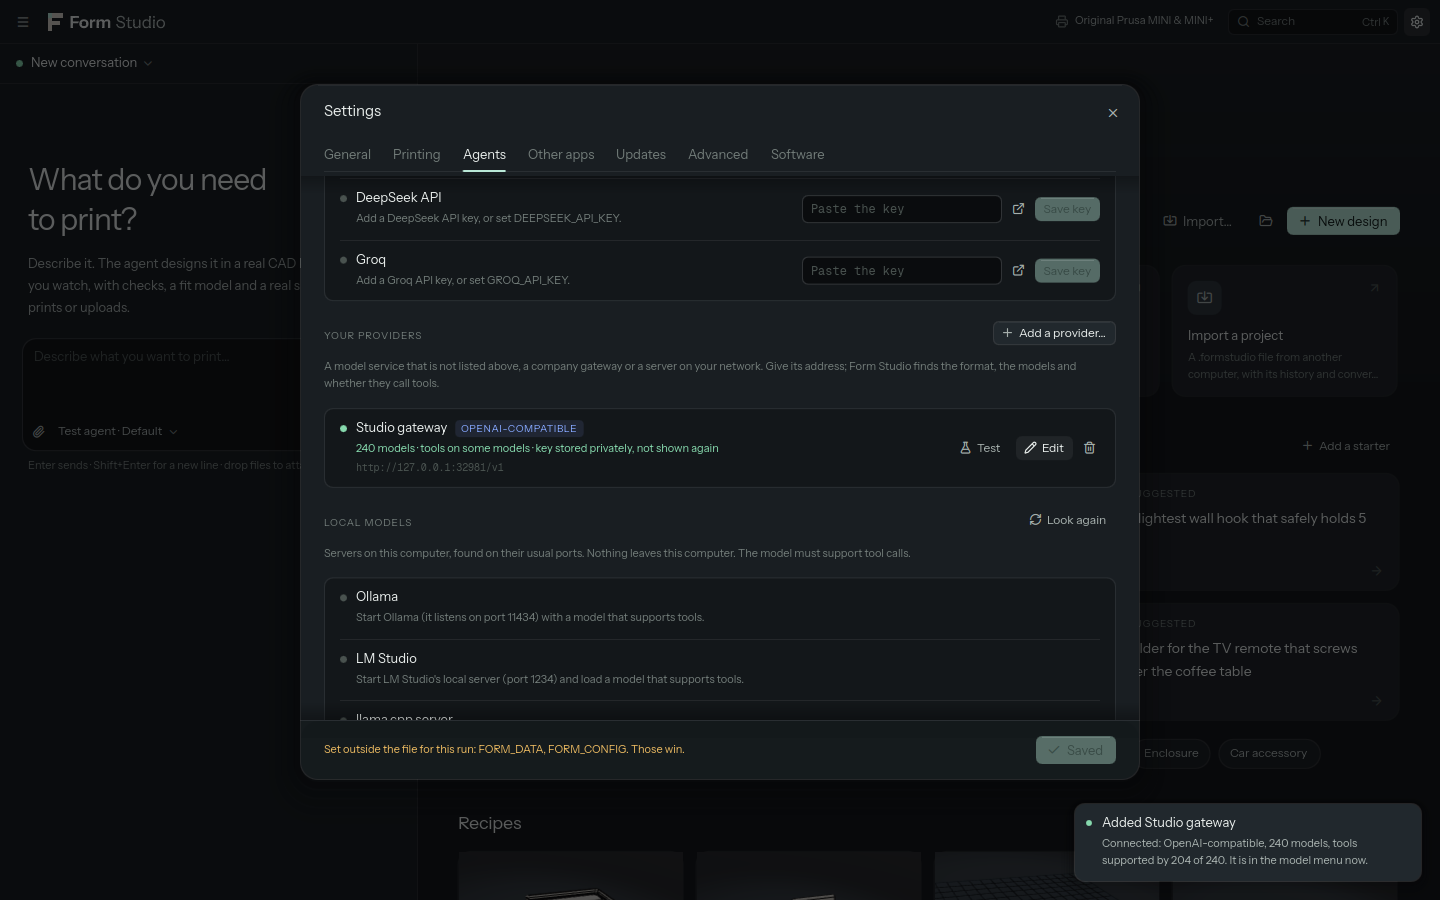 Form Studio
Original Prusa MINI & MINI+
Search
Ctrl K
New conversation
What do you need
to print?
Describe it. The agent designs it in a real CAD
you watch, with checks, a fit model and a real
prints or uploads.
Describe what you want to print...
Test agent · Default
Enter sends · Shift+Enter for a new line · drop files to
Settings
General
Printing
Agents
Other apps
Updates
Advanced
Software
DeepSeek API
Add a DeepSeek API key, or set DEEPSEEK_API_KEY.
Paste the key
Save key
Groq
Add a Groq API key, or set GROQ_API_KEY.
Paste the key
Save key
YOUR PROVIDERS
Add a provider...
A model service that is not listed above, a company gateway or a server on your network. Give its address; Form Studio finds the format, the models and
whether they call tools.
Studio gateway
OPENAI-COMPATIBLE
240 models · tools on some models · key stored privately, not shown again
http://127.0.0.1:32981/v1
Test
Edit
LOCAL MODELS
Look again
Servers on this computer, found on their usual ports. Nothing leaves this computer. The model must support tool calls.
Ollama
Start Ollama (it listens on port 11434) with a model that supports tools.
LM Studio
Start LM Studio's local server (port 1234) and load a model that supports tools.
llama.cpp server
Set outside the file for this run: FORM_DATA, FORM_CONFIG. Those win.
Saved
Import...
New design
Import a project
A .formstudio file from another
computer, with its history and conver...
Add a starter
lightest wall hook that safely holds 5
for the TV remote that screws
the coffee table
Enclosure
Car accessory
Recipes
Added Studio gateway
Connected: OpenAI-compatible, 240 models, tools
supported by 204 of 240. It is in the model menu now.